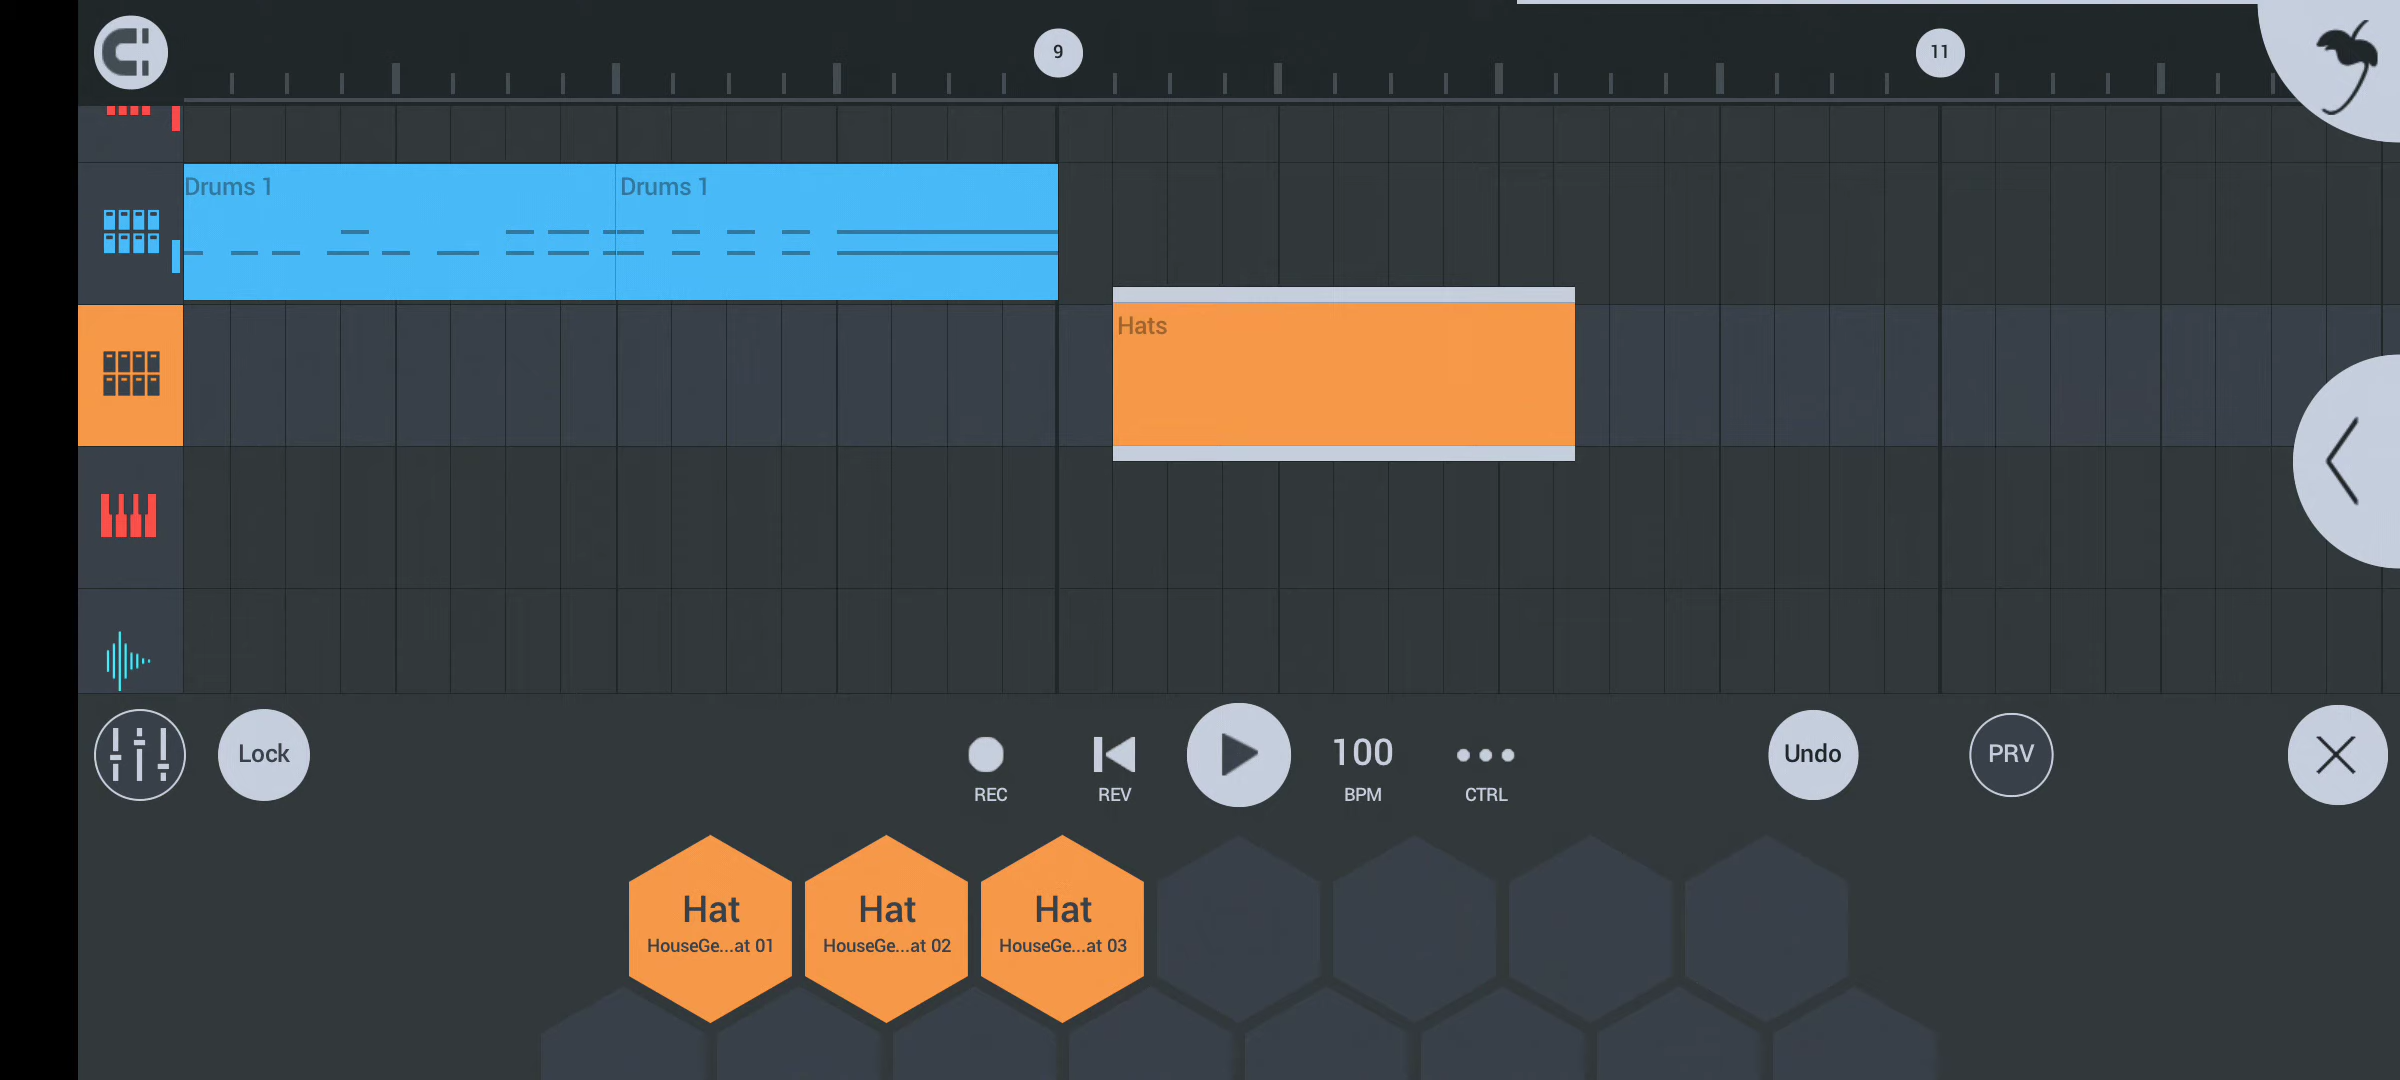 9
11
Drums 1
Drums 1
Hats
Lock
REC
REV
100
BPM
CTRL
Undo
PRV
Hat
HouseGe...at 01
Hat
HouseGe...at 02
Hat
HouseGe...at 03